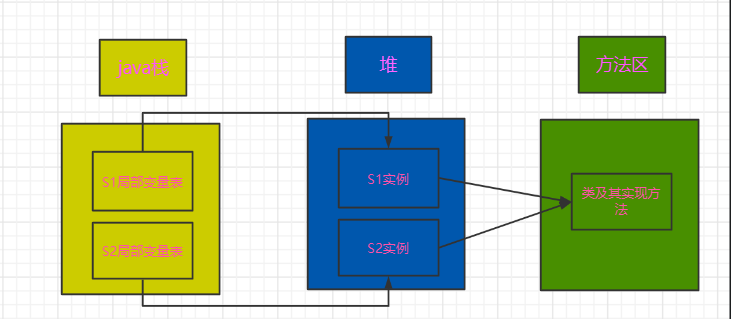 java栈
堆
方法区
S1局部变量表
S1实例
类及其实现方
法
S2局部变量表
S2实例